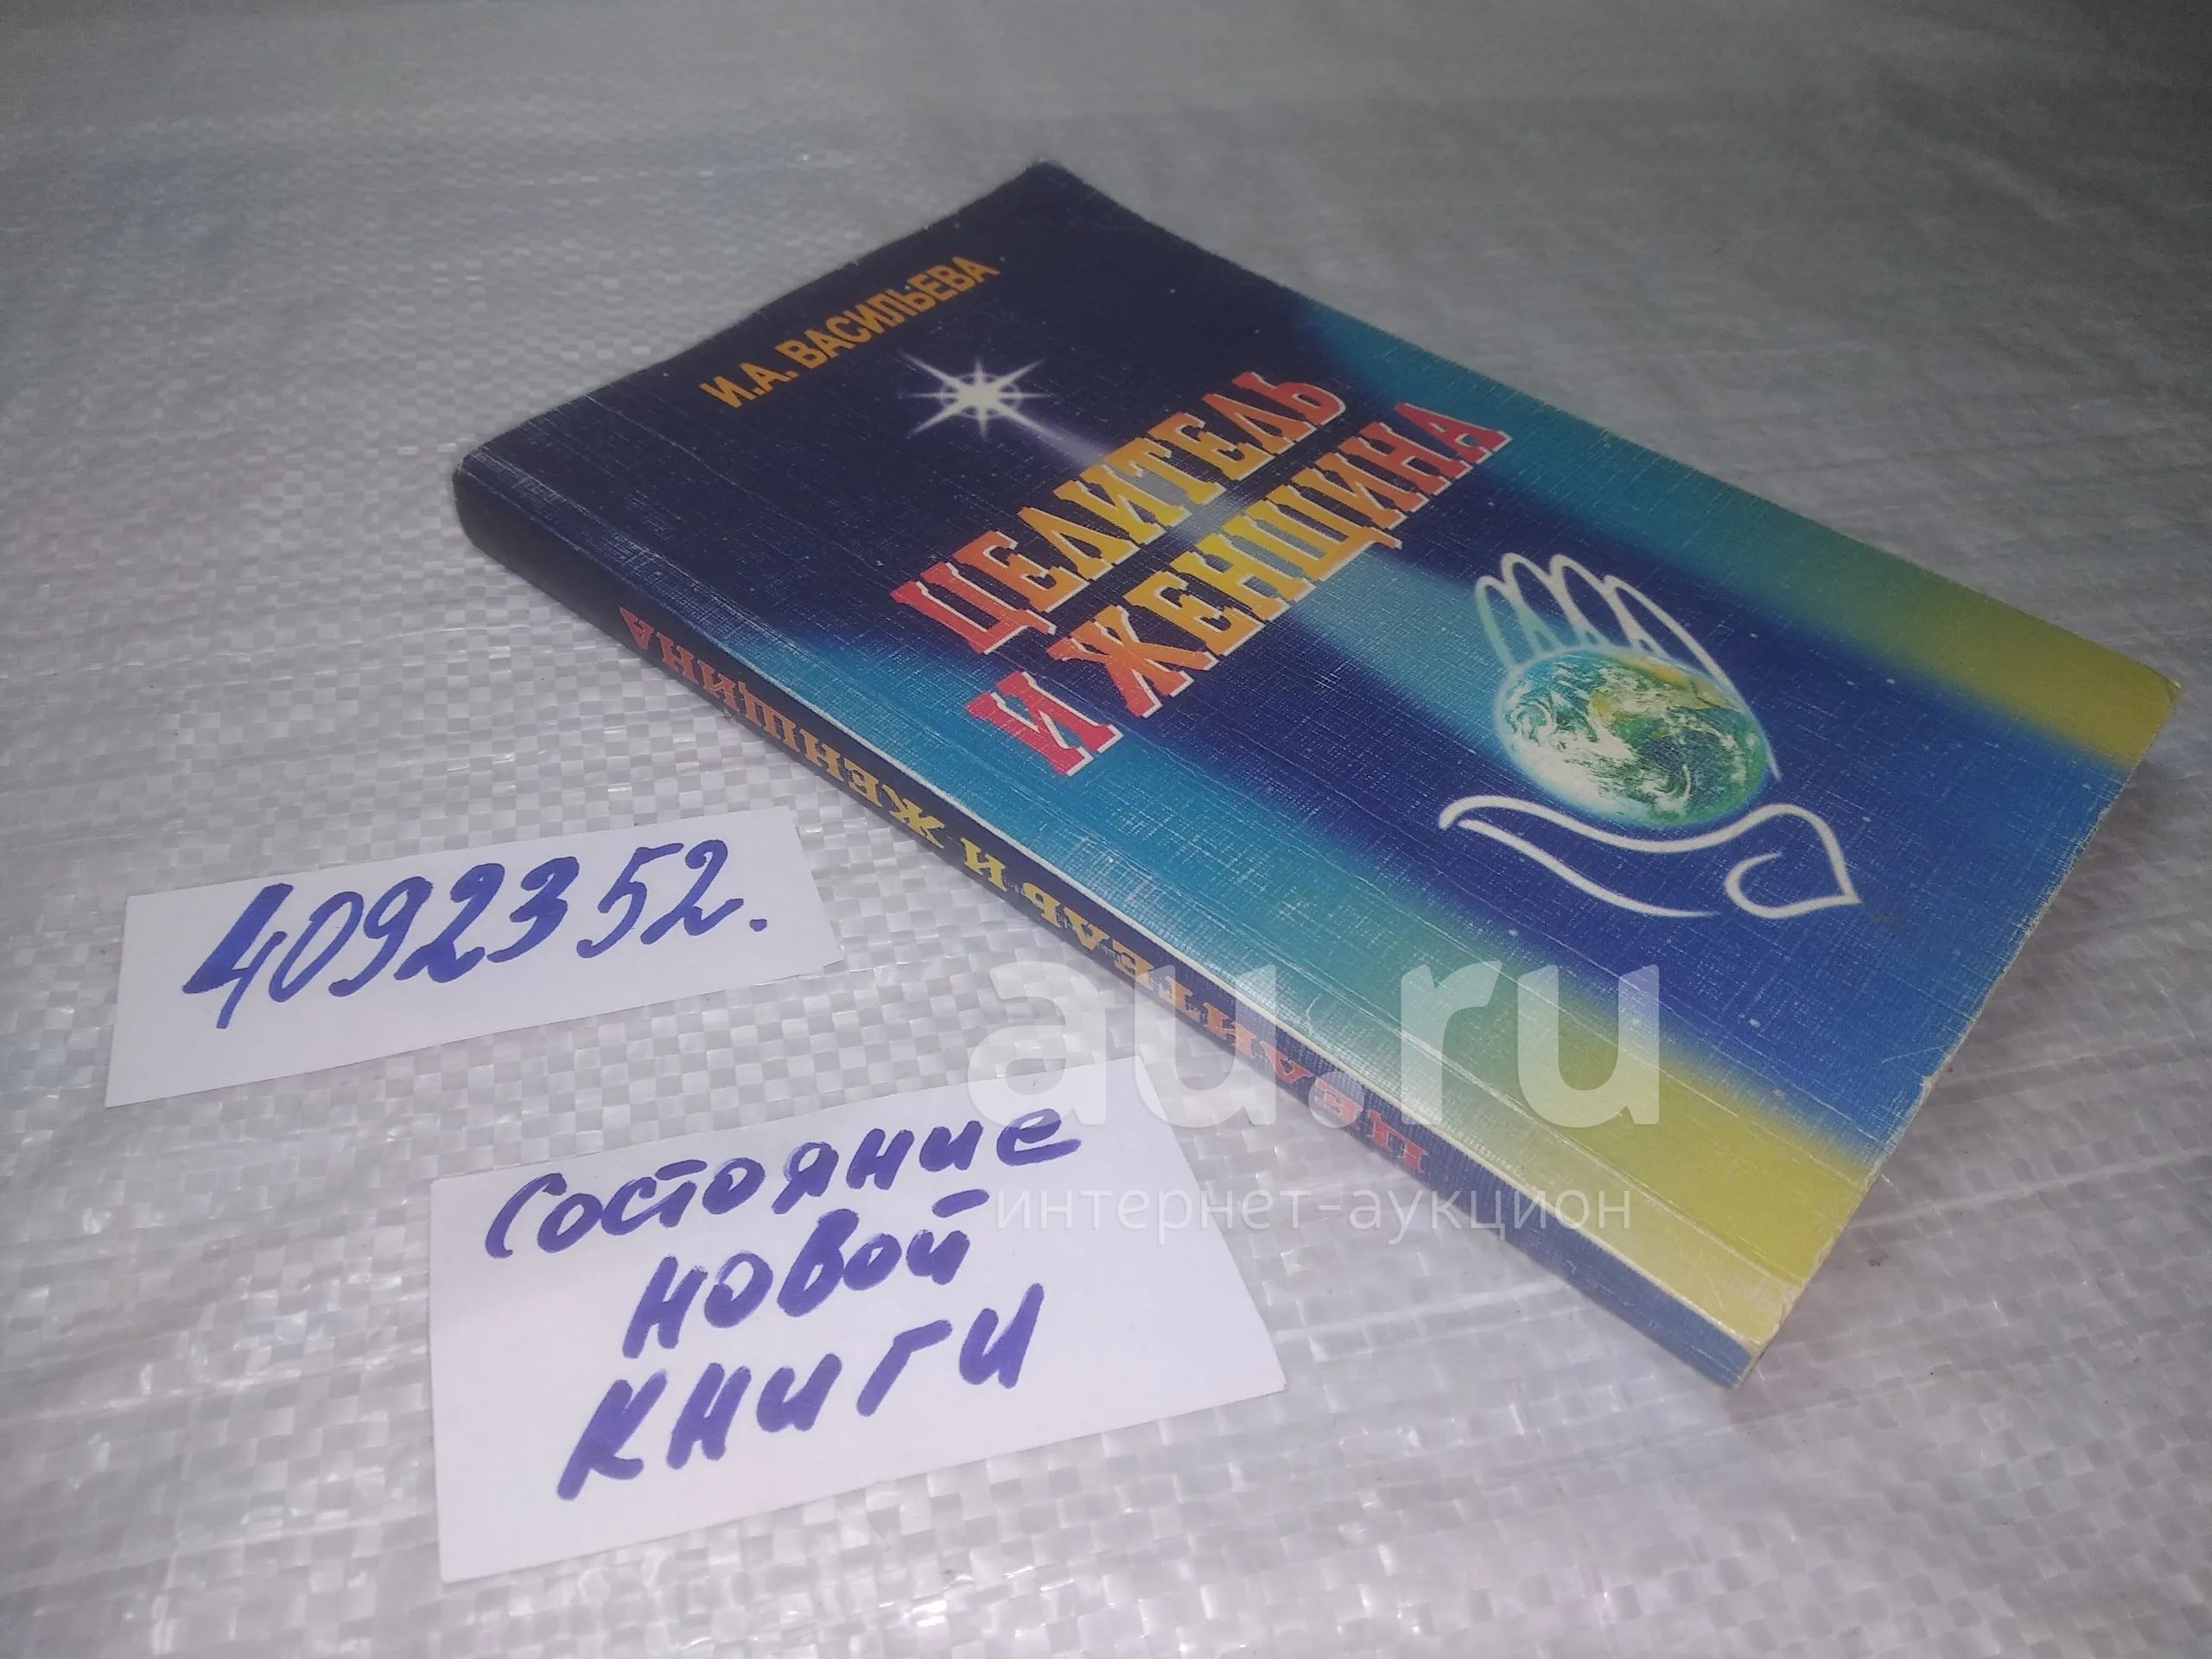 И.А. ВАСИЛЬЕВА
ЦЕЛИТЕЛЬ
И ЖЕНЩИНА
ЦЕЛИТЕЛЬ И ЖЕНЩИНА
4092352.
au.ru
интернет-аукцион
Состояние
новой
книги